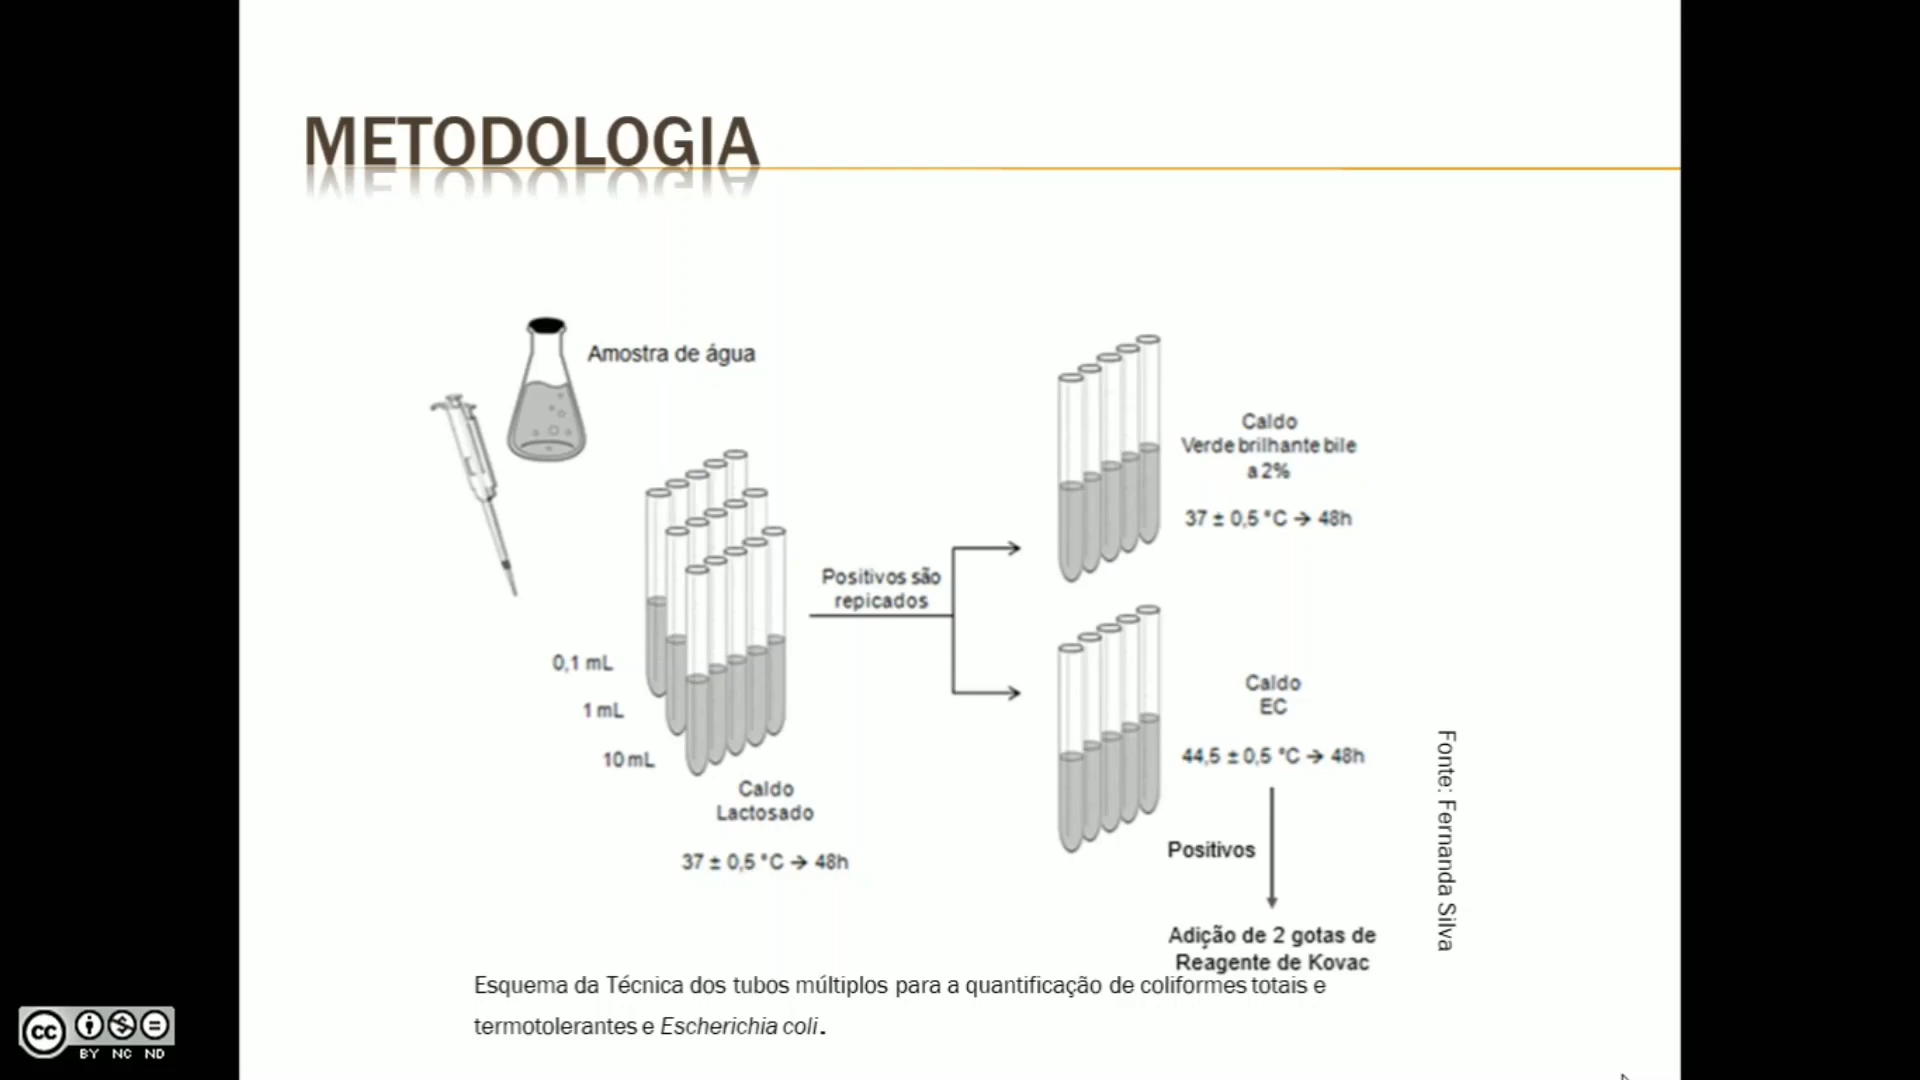 METODOLOGIA
Amostra de água
0,1 mL
1 mL
10 mL
Caldo
Lactosado
37 ± 0,5 °C → 48h
Positivos são
repicados
Caldo
Verde brilhante bile
a 2%
37 ± 0,5 °C → 48h
Caldo
EC
44,5 ± 0,5 °C → 48h
Positivos
Adição de 2 gotas de
Reagente de Kovac
Fonte: Fernanda Silva
Esquema da Técnica dos tubos múltiplos para a quantificação de coliformes totais e
termotolerantes e Escherichia coli.
cc
BY NC ND